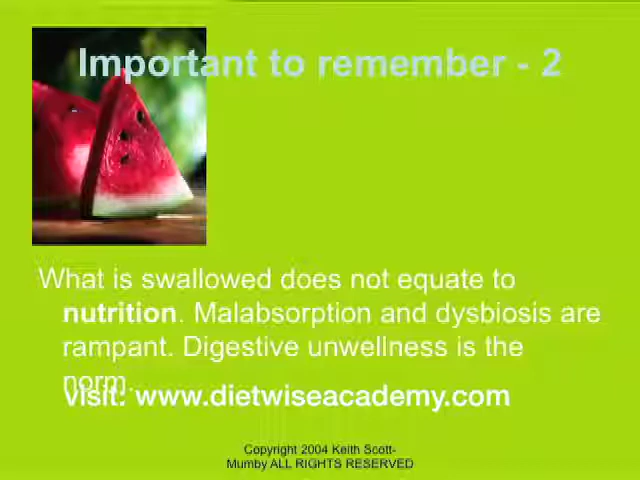 Important to remember - 2
What is swallowed does not equate to
nutrition. Malabsorption and dysbiosis are
rampant. Digestive unwellness is the
norm.
visit: www.dietwiseacademy.com
Copyright 2004 Keith Scott-
Mumby ALL RIGHTS RESERVED